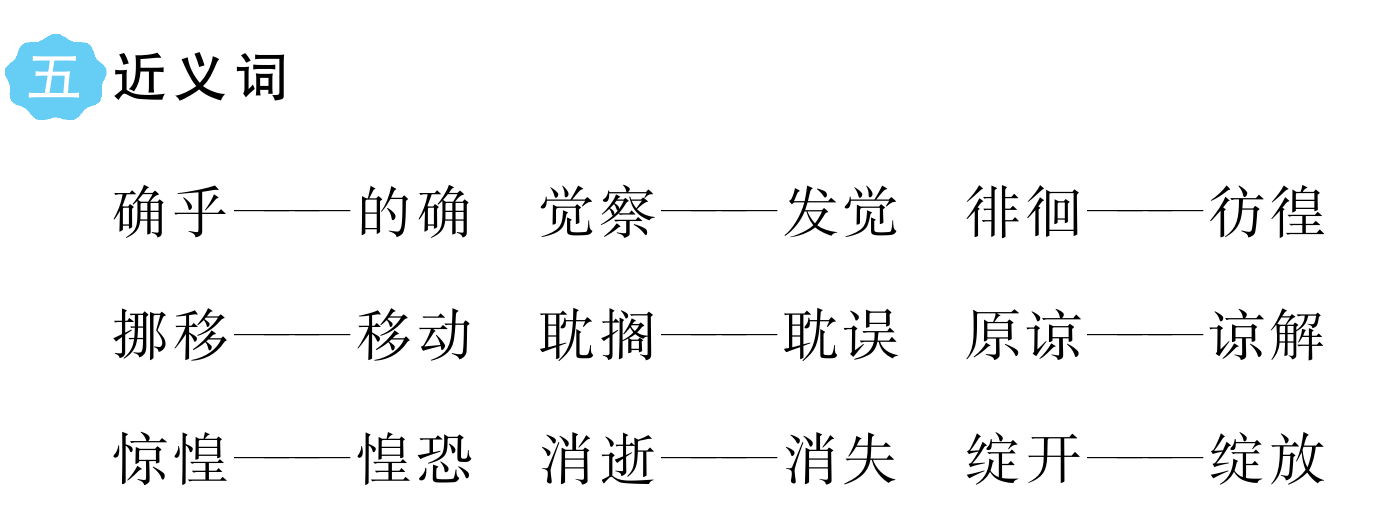 五 近义词
确乎——的确 觉察——发觉 徘徊——彷徨
挪移——移动 耽搁——耽误 原谅——谅解
惊惶——惶恐 消逝——消失 绽开——绽放